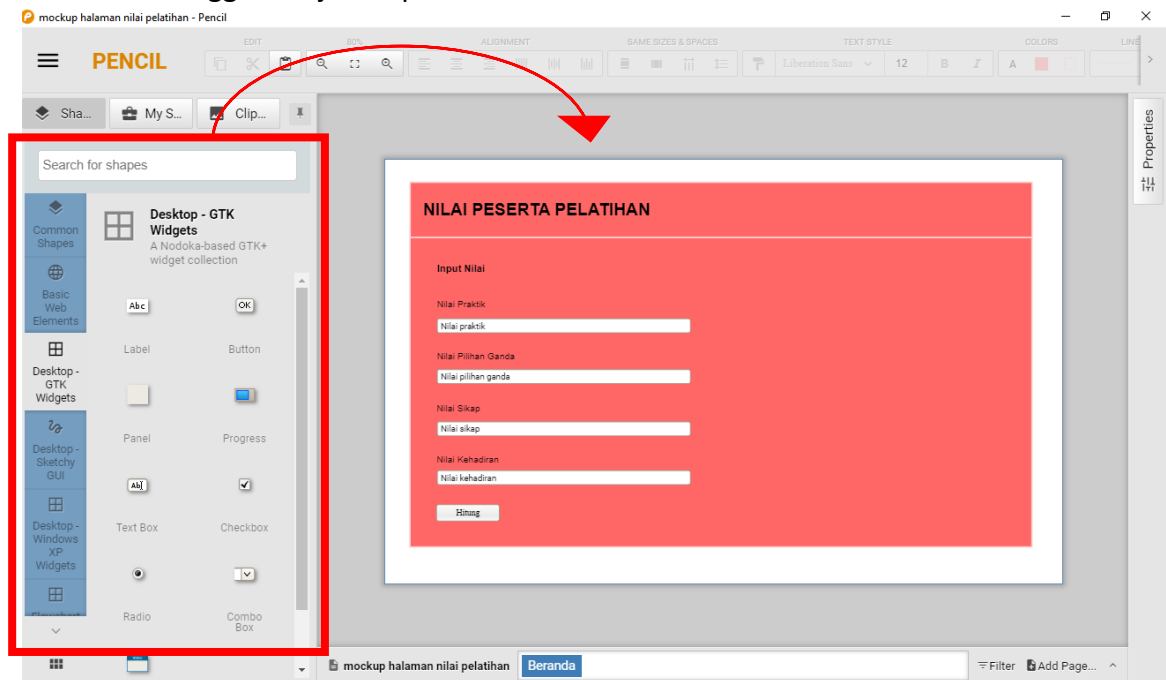 mockup halaman nilai pelatihan - Pencil
EDIT 80% ALIGNMENT SAME SIZES & SPACES TEXT STYLE COLORS LINE
PENCIL
Liberation Sans 12 B I A
Sha... My S... Clip...
Properties
Search for shapes
Common
Shapes
Basic
Web
Elements
Desktop -
GTK
Widgets
Desktop -
Sketchy
GUI
Desktop -
Windows
XP
Widgets
Desktop - GTK
Widgets
A Nodoka-based GTK+
widget collection
Abc OK
Label Button
Panel Progress
Ab
Text Box Checkbox
Radio Combo
Box
NILAI PESERTA PELATIHAN
Input Nilai
Nilai Praktik
Nilai praktik
Nilai Pilihan Ganda
Nilai pilihan ganda
Nilai Sikap
Nilai sikap
Nilai Kehadiran
Nilai kehadiran
Hitung
mockup halaman nilai pelatihan Beranda Filter Add Page...